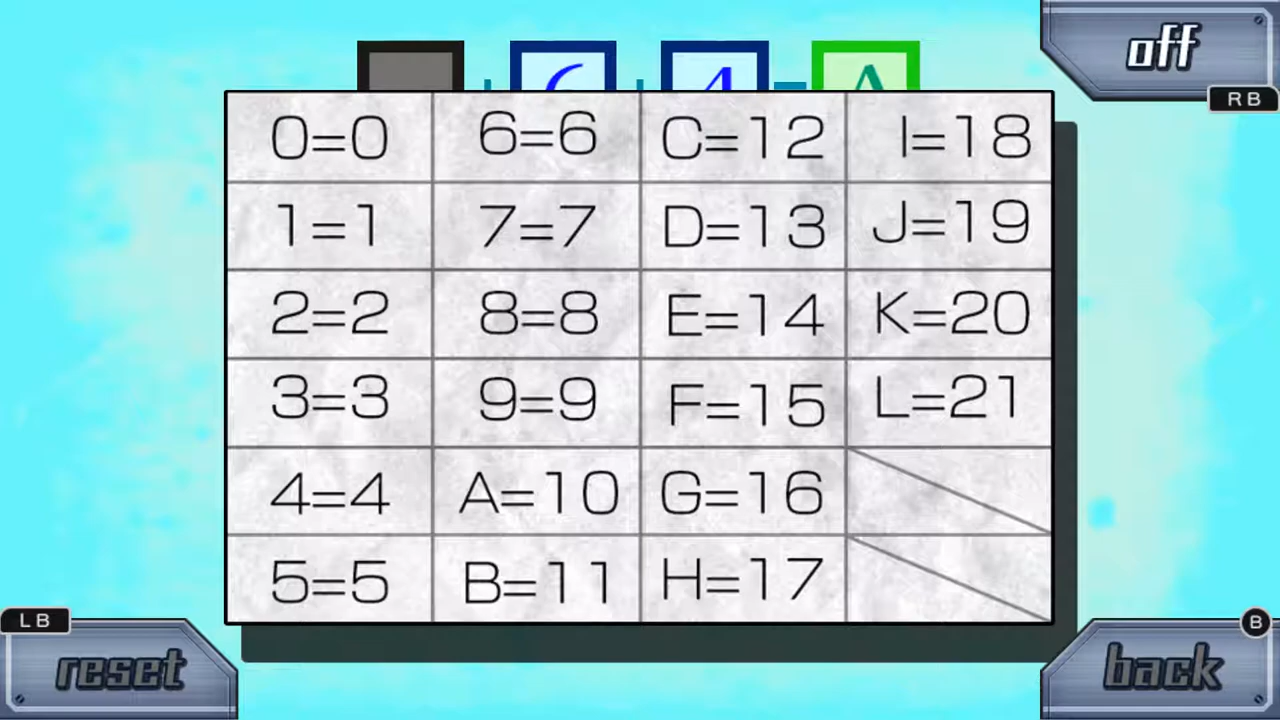 off
RB
0=0 6=6 C=12 I=18
1=1 7=7 D=13 J=19
2=2 8=8 E=14 K=20
3=3 9=9 F=15 L=21
4=4 A=10 G=16
5=5 B=11 H=17
LB
reset
B
back